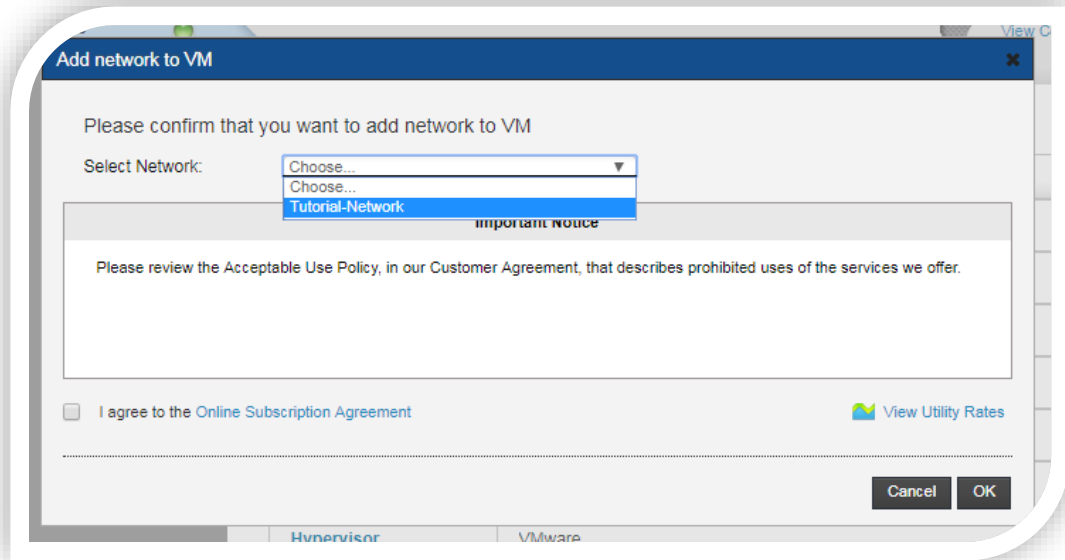 View C
Add network to VM
Please confirm that you want to add network to VM
Select Network:
Choose...
Choose...
Tutorial-Network
Important Notice
Please review the Acceptable Use Policy, in our Customer Agreement, that describes prohibited uses of the services we offer.
I agree to the Online Subscription Agreement
View Utility Rates
Cancel OK
Hypervisor VMware